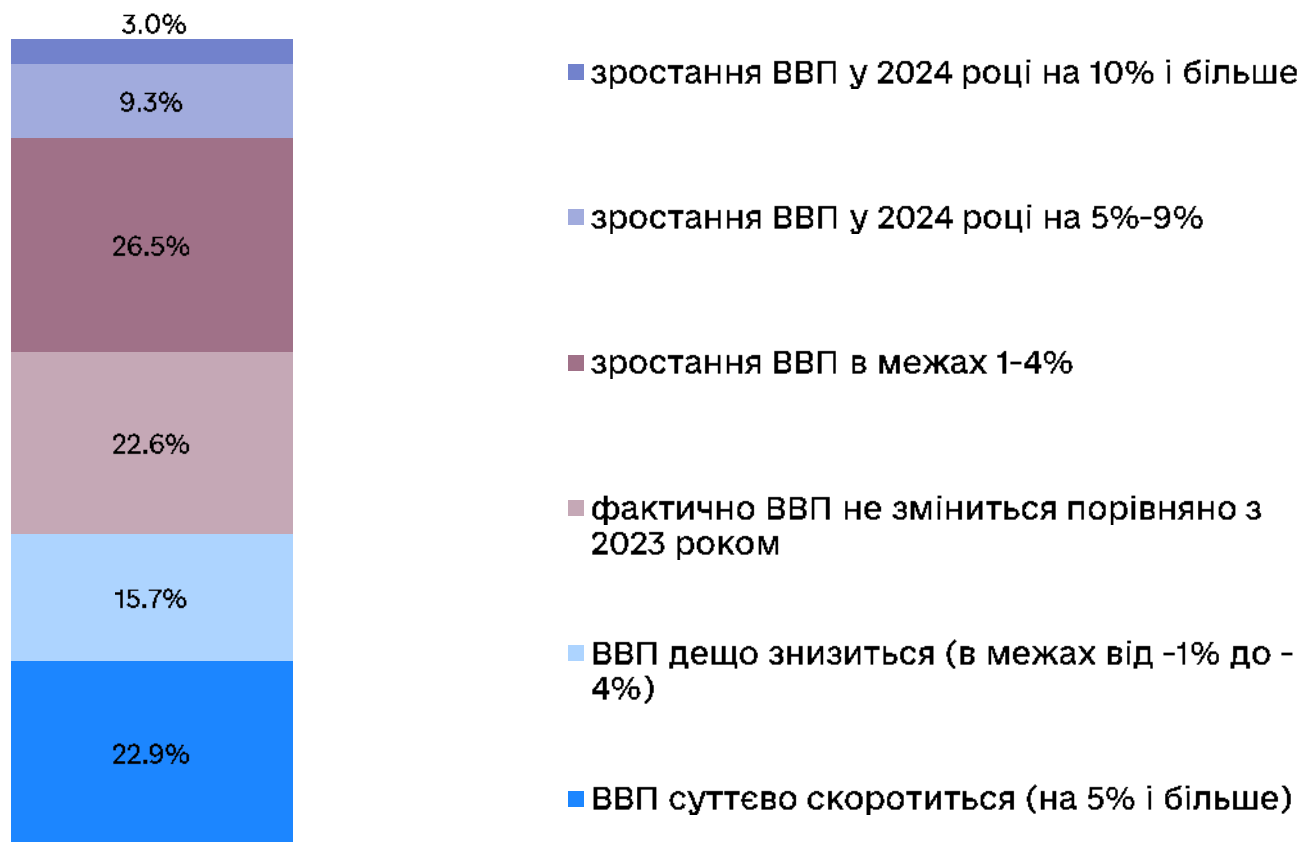 3.0%
9.3%
26.5%
22.6%
15.7%
22.9%
зростання ВВП у 2024 році на 10% і більше
зростання ВВП у 2024 році на 5%-9%
зростання ВВП в межах 1-4%
фактично ВВП не зміниться порівняно з
2023 роком
ВВП дещо знизиться (в межах від -1% до -
4%)
ВВП суттєво скоротиться (на 5% і більше)